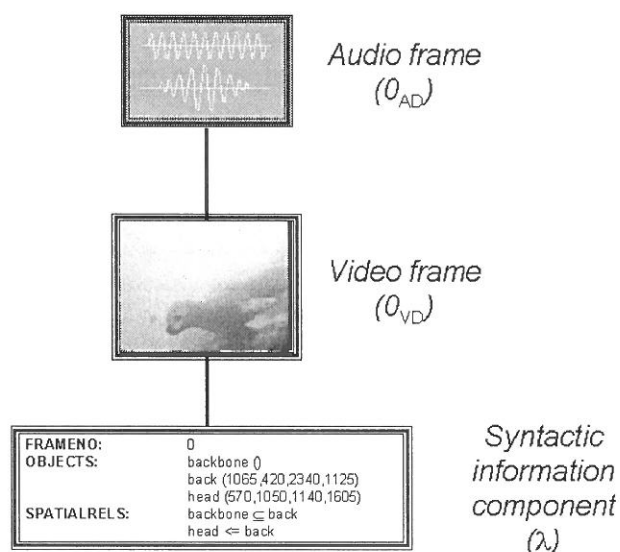 Audio frame
(0AD)
Video frame
(0VD)
FRAMENO: 0
OBJECTS: backbone ()
back (1065,420,2340,1125)
head (570,1050,1140,1605)
SPATIALRELS: backbone ⊆ back
head <= back
Syntactic
information
component
(λ)